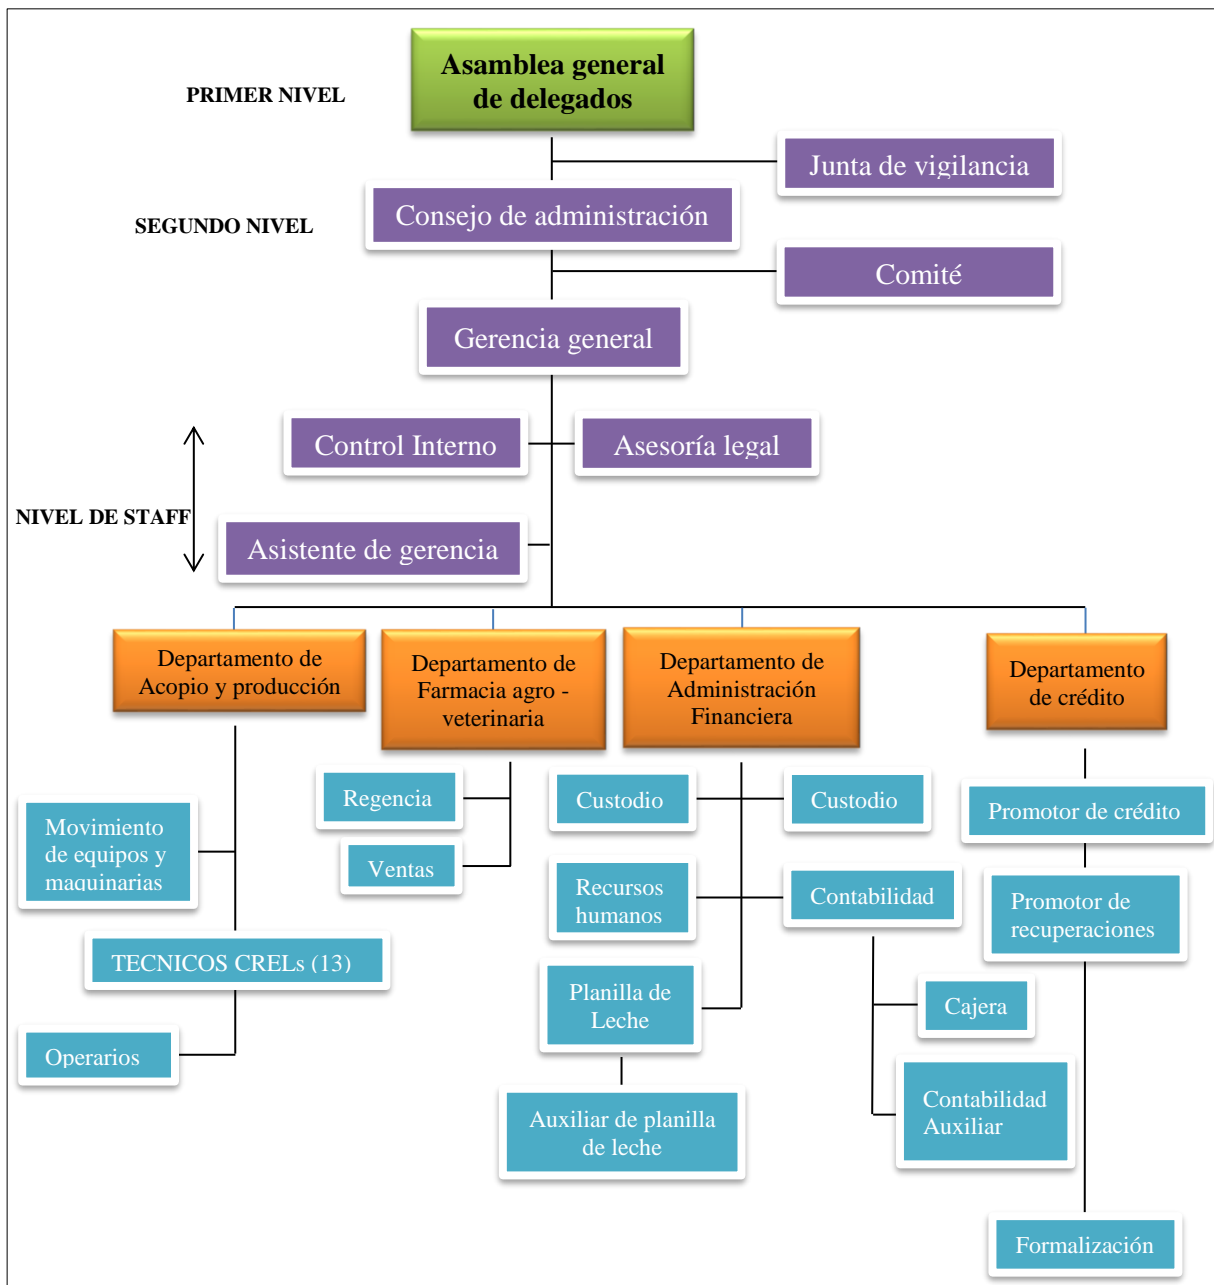 Asamblea general
de delegados
PRIMER NIVEL
Junta de vigilancia
Consejo de administración
SEGUNDO NIVEL
Comité
Gerencia general
Control Interno
Asesoría legal
NIVEL DE STAFF
Asistente de gerencia
Departamento de
Acopio y producción
Departamento de
Farmacia agro -
veterinaria
Departamento de
Administración
Financiera
Departamento
de crédito
Movimiento
de equipos y
maquinarias
TECNICOS CRELs (13)
Operarios
Regencia
Ventas
Custodio
Custodio
Recursos
humanos
Contabilidad
Planilla de
Leche
Auxiliar de planilla
de leche
Cajera
Contabilidad
Auxiliar
Promotor de crédito
Promotor de
recuperaciones
Formalización